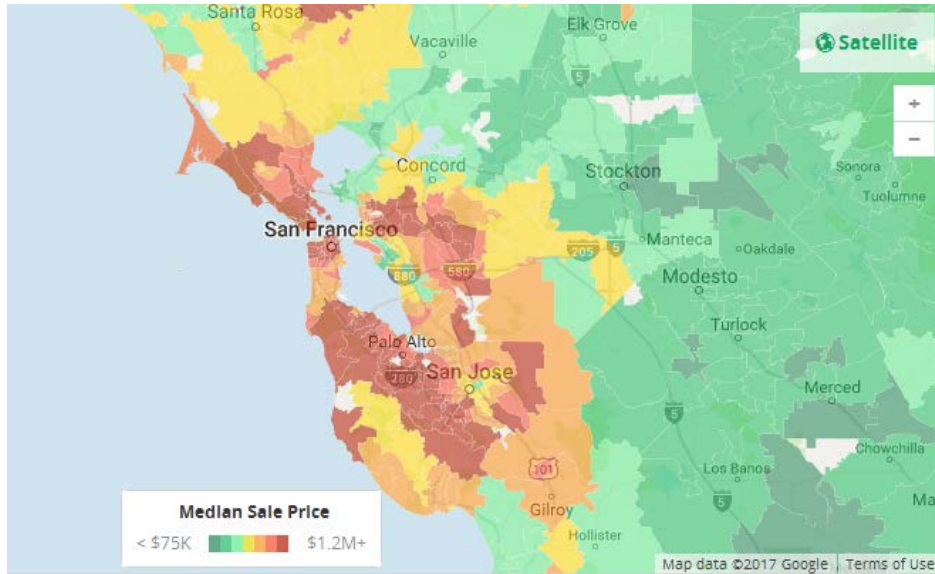 Santa Rosa
Vacaville
Elk Grove
Satellite
5
+
−
Concord
Stockton
Sonora
Tuolumne
San Francisco
Manteca
Oakdale
205
5
880
580
Modesto
Turlock
Palo Alto
280
San Jose
Merced
5
Chowchilla
101
Los Banos
5
Ma
Gilroy
Hollister
Median Sale Price
< $75K
$1.2M+
Map data ©2017 Google
Terms of Use